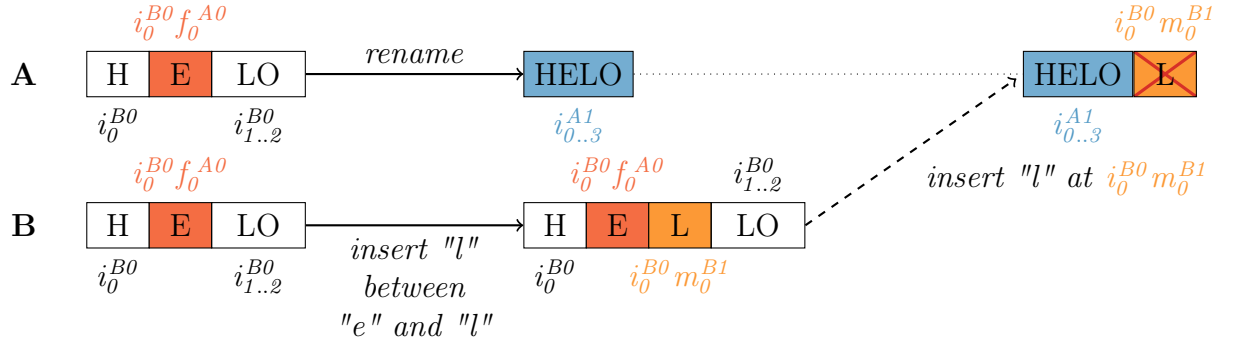 i_0^{B0} f_0^{A0} i_0^{B0} m_0^{B1}
A H E LO rename HELO HELO L
i_0^{B0} i_{1..2}^{B0} i_{0..3}^{A1} i_{0..3}^{A1}
i_0^{B0} f_0^{A0} i_0^{B0} f_0^{A0} i_{1..2}^{B0} insert "l" at i_0^{B0} m_0^{B1}
B H E LO H E L LO
i_0^{B0} i_{1..2}^{B0} insert "l" i_0^{B0} i_0^{B0} m_0^{B1}
between
"e" and "l"